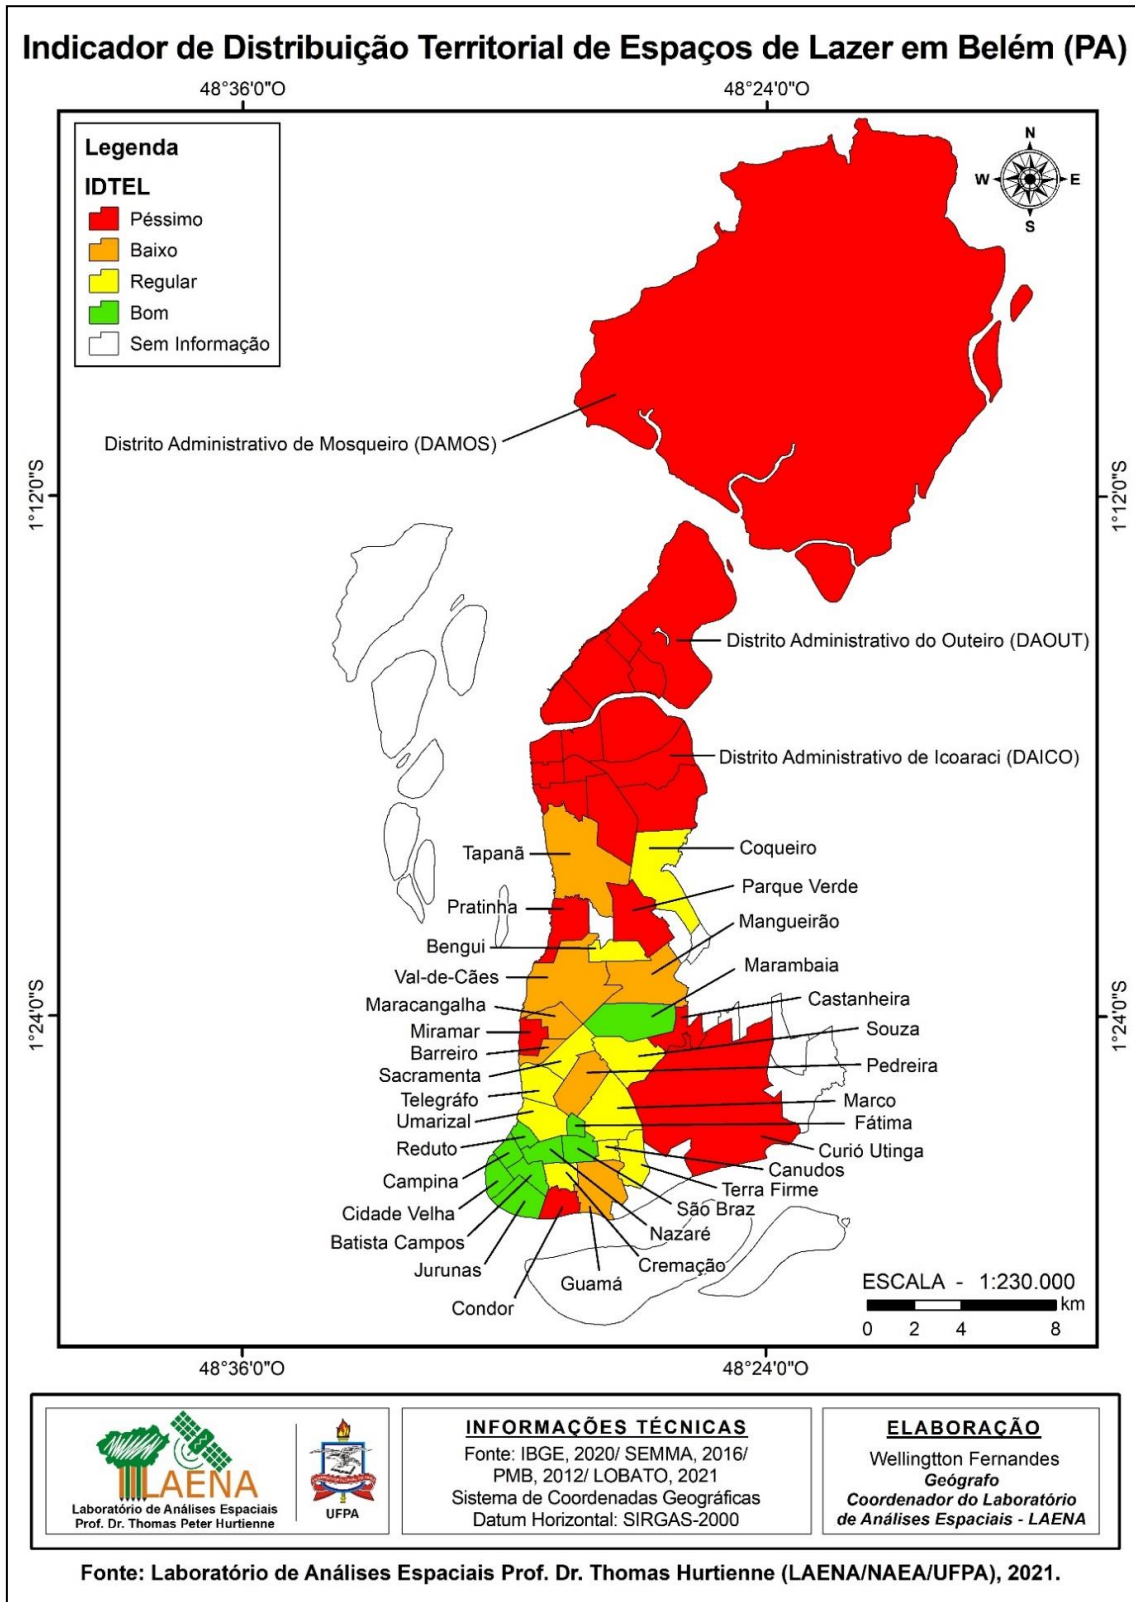 Indicador de Distribuição Territorial de Espaços de Lazer em Belém (PA)
48°36'0"O
48°24'0"O
Legenda
IDTEL
Péssimo
Baixo
Regular
Bom
Sem Informação
N
W
E
S
Distrito Administrativo de Mosqueiro (DAMOS)
1°12'0"S
1°12'0"S
Distrito Administrativo do Outeiro (DAOUT)
Distrito Administrativo de Icoaraci (DAICO)
Tapanã
Coqueiro
Pratinha
Parque Verde
Mangueirão
Bengui
Val-de-Cães
Marambaia
Maracangalha
Castanheira
1°24'0"S
1°24'0"S
Miramar
Souza
Barreiro
Pedreira
Sacramenta
Telegráfo
Marco
Umarizal
Fátima
Reduto
Curió Utinga
Campina
Canudos
Terra Firme
Cidade Velha
São Braz
Batista Campos
Nazaré
Jurunas
Cremação
Guamá
Condor
ESCALA - 1:230.000
km
0 2 4 8
48°36'0"O
48°24'0"O
LAENA
Laboratório de Análises Espaciais
Prof. Dr. Thomas Peter Hurtienne
UFPA
INFORMAÇÕES TÉCNICAS
Fonte: IBGE, 2020/ SEMMA, 2016/
PMB, 2012/ LOBATO, 2021
Sistema de Coordenadas Geográficas
Datum Horizontal: SIRGAS-2000
ELABORAÇÃO
Wellingtton Fernandes
Geógrafo
Coordenador do Laboratório
de Análises Espaciais - LAENA
Fonte: Laboratório de Análises Espaciais Prof. Dr. Thomas Hurtienne (LAENA/NAEA/UFPA), 2021.